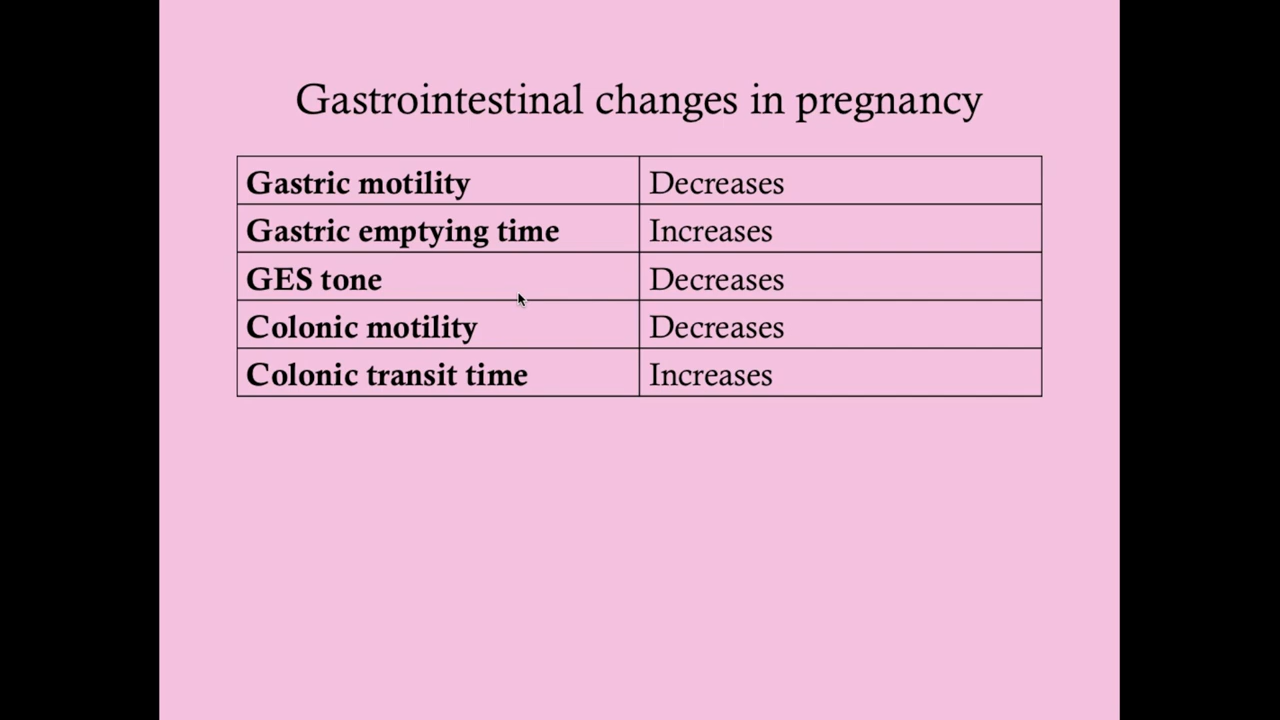 Gastrointestinal changes in pregnancy
Gastric motility Decreases
Gastric emptying time Increases
GES tone Decreases
Colonic motility Decreases
Colonic transit time Increases